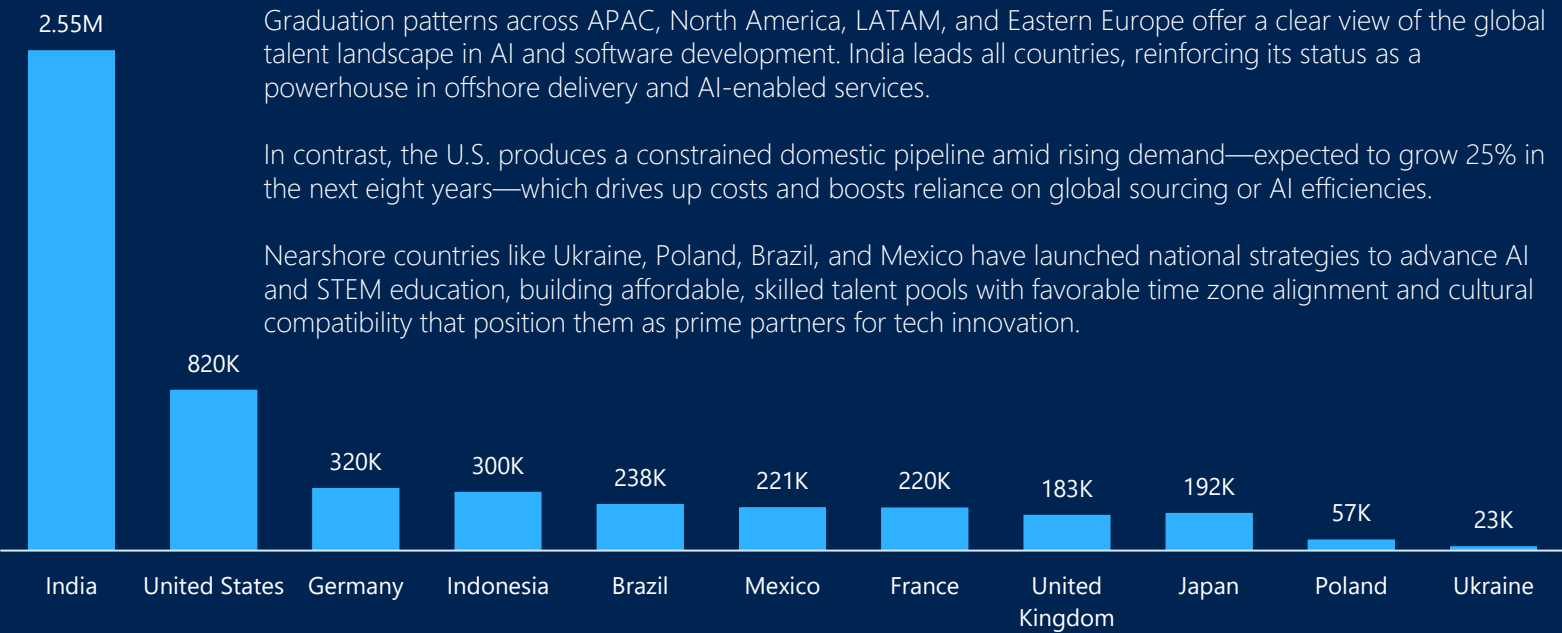 2.55M
Graduation patterns across APAC, North America, LATAM, and Eastern Europe offer a clear view of the global
talent landscape in AI and software development. India leads all countries, reinforcing its status as a
powerhouse in offshore delivery and AI-enabled services.
In contrast, the U.S. produces a constrained domestic pipeline amid rising demand—expected to grow 25% in
the next eight years—which drives up costs and boosts reliance on global sourcing or AI efficiencies.
Nearshore countries like Ukraine, Poland, Brazil, and Mexico have launched national strategies to advance AI
and STEM education, building affordable, skilled talent pools with favorable time zone alignment and cultural
compatibility that position them as prime partners for tech innovation.
820K
320K
300K
238K
221K
220K
183K
192K
57K
23K
India
United States
Germany
Indonesia
Brazil
Mexico
France
United
Kingdom
Japan
Poland
Ukraine